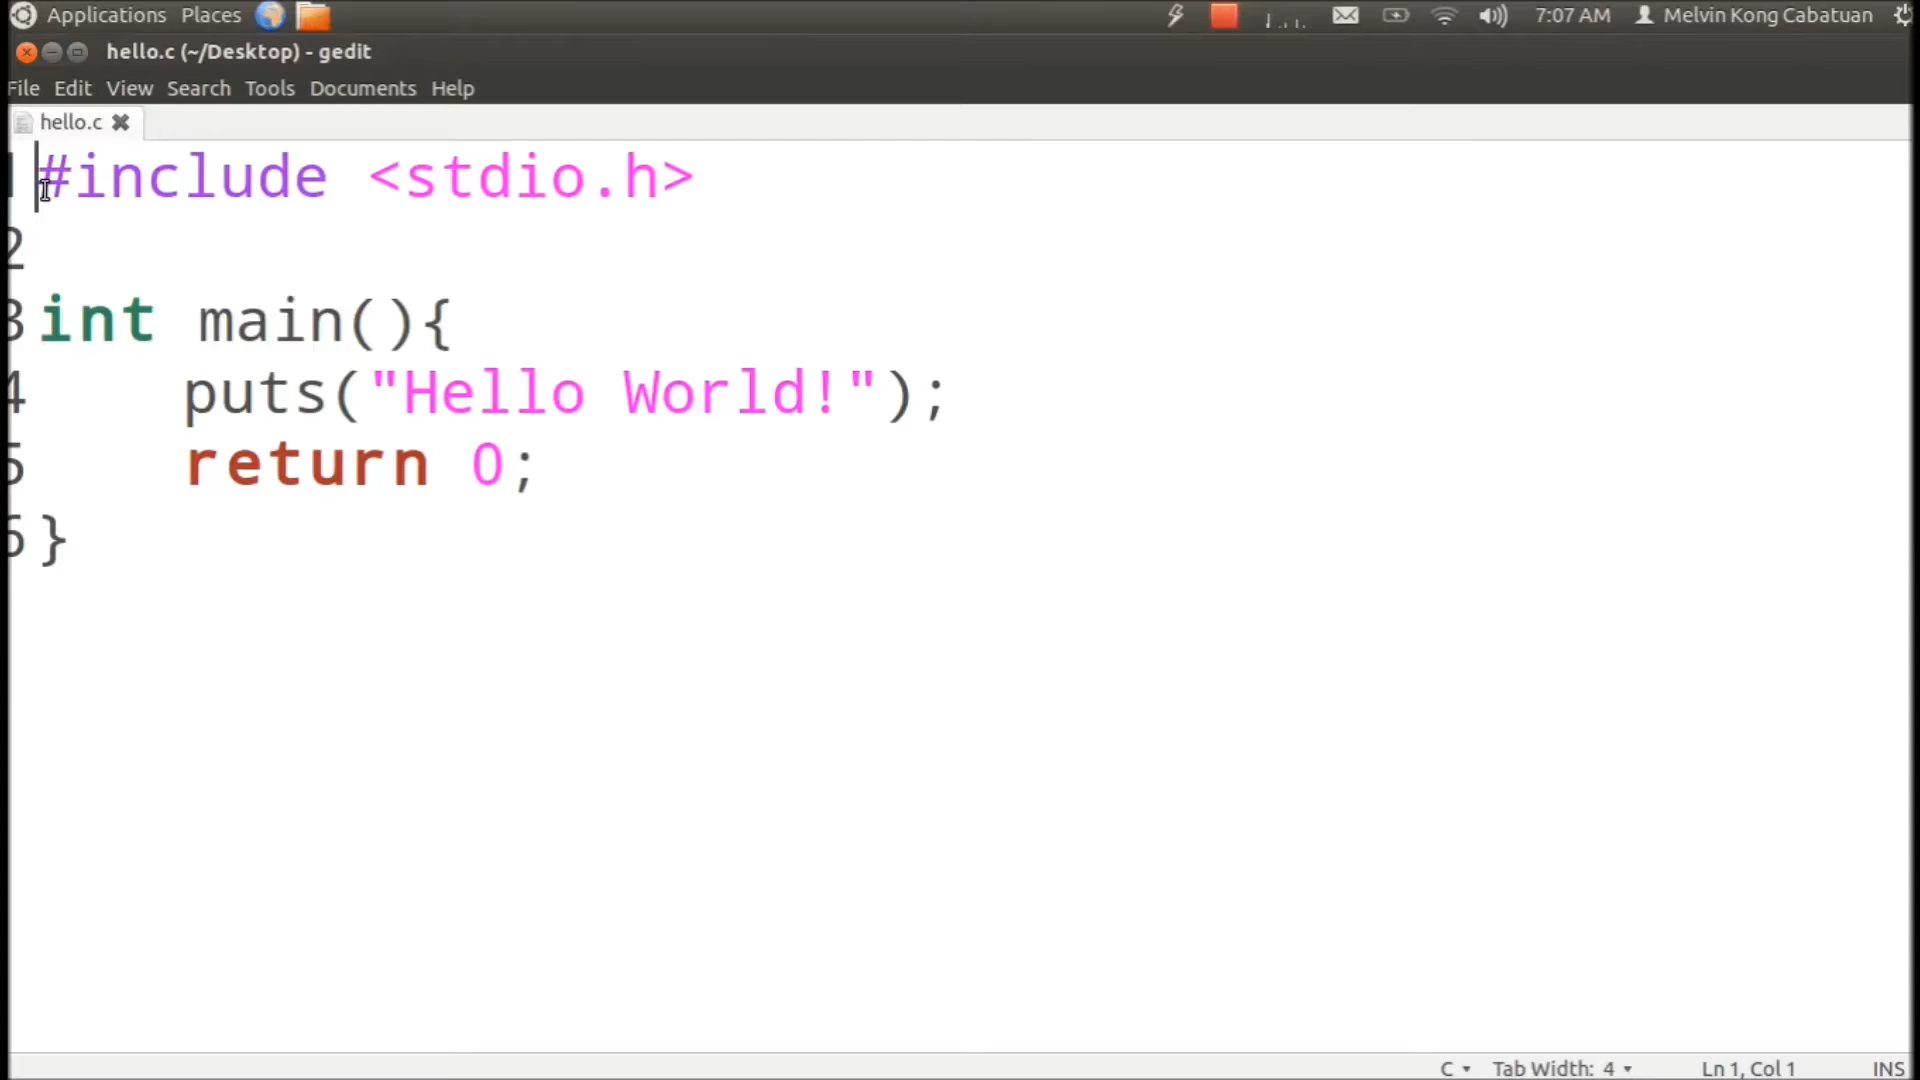 Applications Places 7:07 AM Melvin Kong Cabatuan
hello.c (~/Desktop) - gedit
File Edit View Search Tools Documents Help
hello.c
1 #include <stdio.h>
2
3 int main(){
4     puts("Hello World!");
5     return 0;
6 }
C Tab Width: 4 Ln 1, Col 1 INS